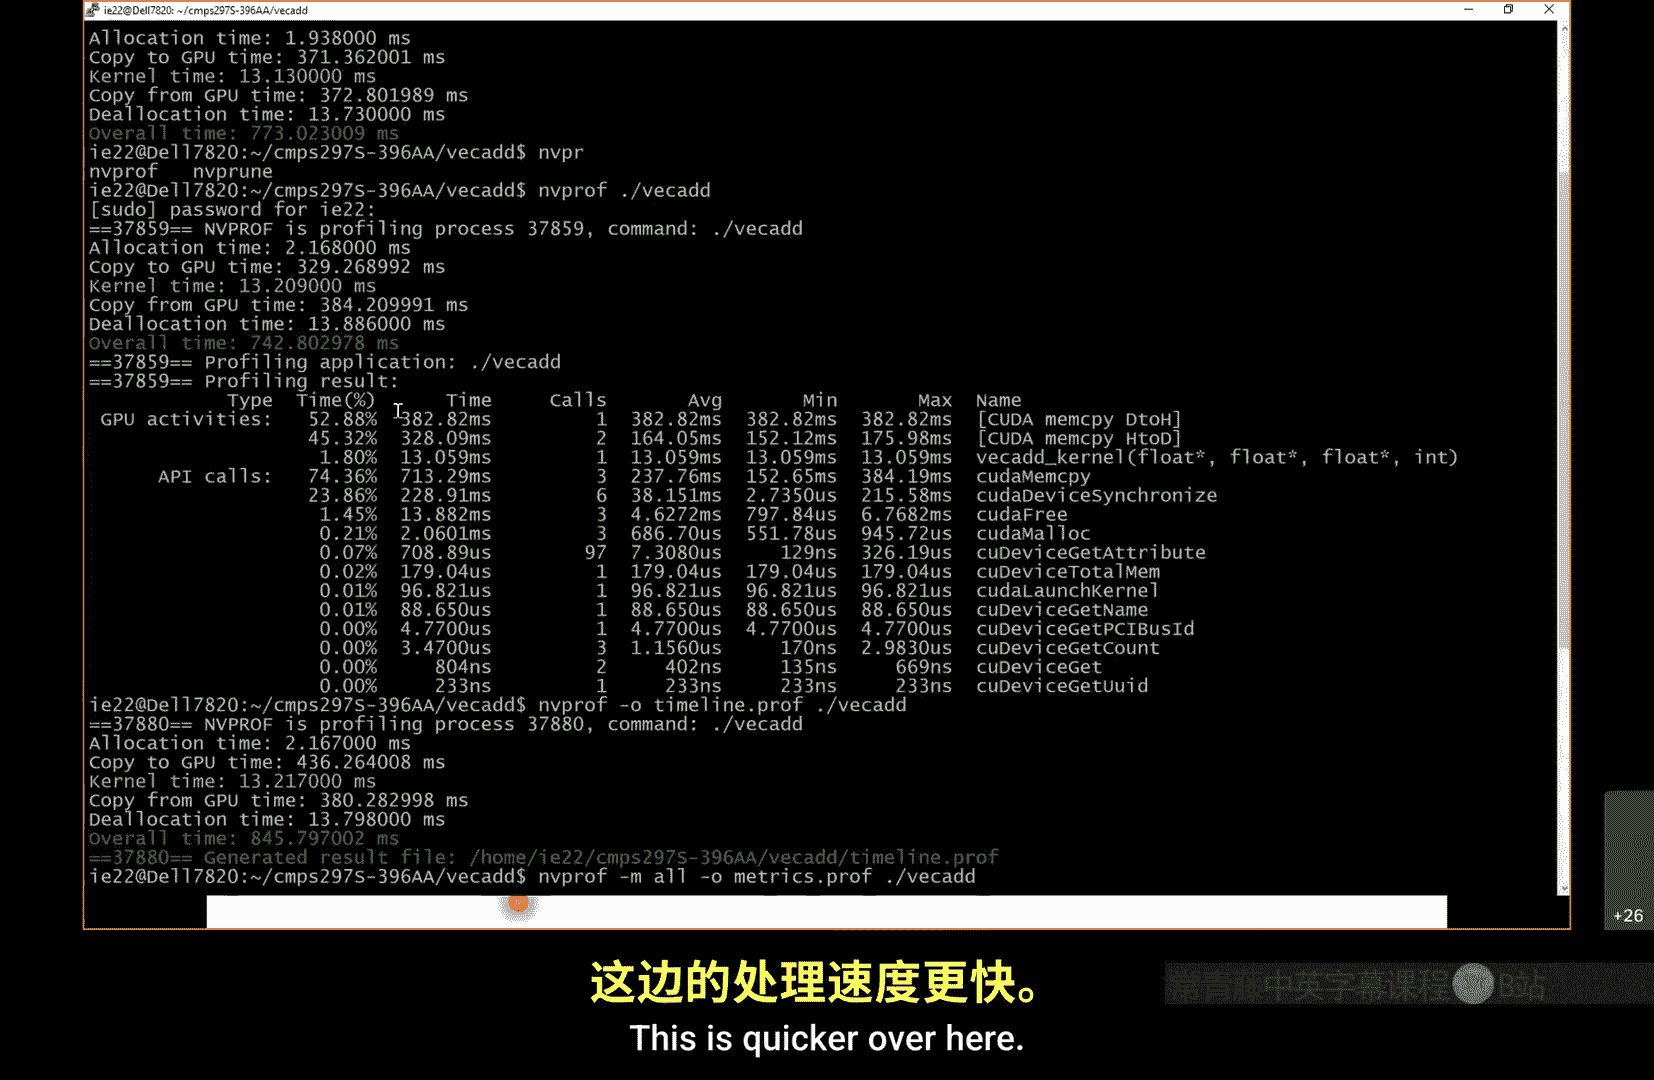 ie22@Dell7820: ~/cmps297S-396AA/vecadd
Allocation time: 1.938000 ms
Copy to GPU time: 371.362001 ms
Kernel time: 13.130000 ms
Copy from GPU time: 372.801989 ms
Deallocation time: 13.730000 ms
Overall time: 773.023009 ms
ie22@Dell7820:~/cmps297S-396AA/vecadd$ nvpr
nvprof   nvprune
ie22@Dell7820:~/cmps297S-396AA/vecadd$ nvprof ./vecadd
[sudo] password for ie22:
==37859== NVPROF is profiling process 37859, command: ./vecadd
Allocation time: 2.168000 ms
Copy to GPU time: 329.268992 ms
Kernel time: 13.209000 ms
Copy from GPU time: 384.209991 ms
Deallocation time: 13.886000 ms
Overall time: 742.802978 ms
==37859== Profiling application: ./vecadd
==37859== Profiling result:
Type  Time(%)      Time     Calls       Avg       Min       Max  Name
GPU activities:   52.88%  382.82ms         1  382.82ms  382.82ms  382.82ms  [CUDA memcpy DtoH]
45.32%  328.09ms         2  164.05ms  152.12ms  175.98ms  [CUDA memcpy HtoD]
1.80%  13.059ms         1  13.059ms  13.059ms  13.059ms  vecadd_kernel(float*, float*, float*, int)
API calls:   74.36%  713.29ms         3  237.76ms  152.65ms  384.19ms  cudaMemcpy
23.86%  228.91ms         6  38.151ms  2.7350us  215.58ms  cudaDeviceSynchronize
1.45%  13.882ms         3  4.6272ms  797.84us  6.7682ms  cudaFree
0.21%  2.0601ms         3  686.70us  551.78us  945.72us  cudaMalloc
0.07%  708.89us        97  7.3080us     129ns  326.19us  cuDeviceGetAttribute
0.02%  179.04us         1  179.04us  179.04us  179.04us  cuDeviceTotalMem
0.01%  96.821us         1  96.821us  96.821us  96.821us  cudaLaunchKernel
0.01%  88.650us         1  88.650us  88.650us  88.650us  cuDeviceGetName
0.00%  4.7700us         1  4.7700us  4.7700us  4.7700us  cuDeviceGetPCIBusId
0.00%  3.4700us         3  1.1560us     170ns  2.9830us  cuDeviceGetCount
0.00%     804ns         2     402ns     135ns     669ns  cuDeviceGet
0.00%     233ns         1     233ns     233ns     233ns  cuDeviceGetUuid
ie22@Dell7820:~/cmps297S-396AA/vecadd$ nvprof -o timeline.prof ./vecadd
==37880== NVPROF is profiling process 37880, command: ./vecadd
Allocation time: 2.167000 ms
Copy to GPU time: 436.264008 ms
Kernel time: 13.217000 ms
Copy from GPU time: 380.282998 ms
Deallocation time: 13.798000 ms
Overall time: 845.797002 ms
==37880== Generated result file: /home/ie22/cmps297S-396AA/vecadd/timeline.prof
ie22@Dell7820:~/cmps297S-396AA/vecadd$ nvprof -m all -o metrics.prof ./vecadd
+26
这边的处理速度更快。
常青藤中英字幕课程 B站
This is quicker over here.